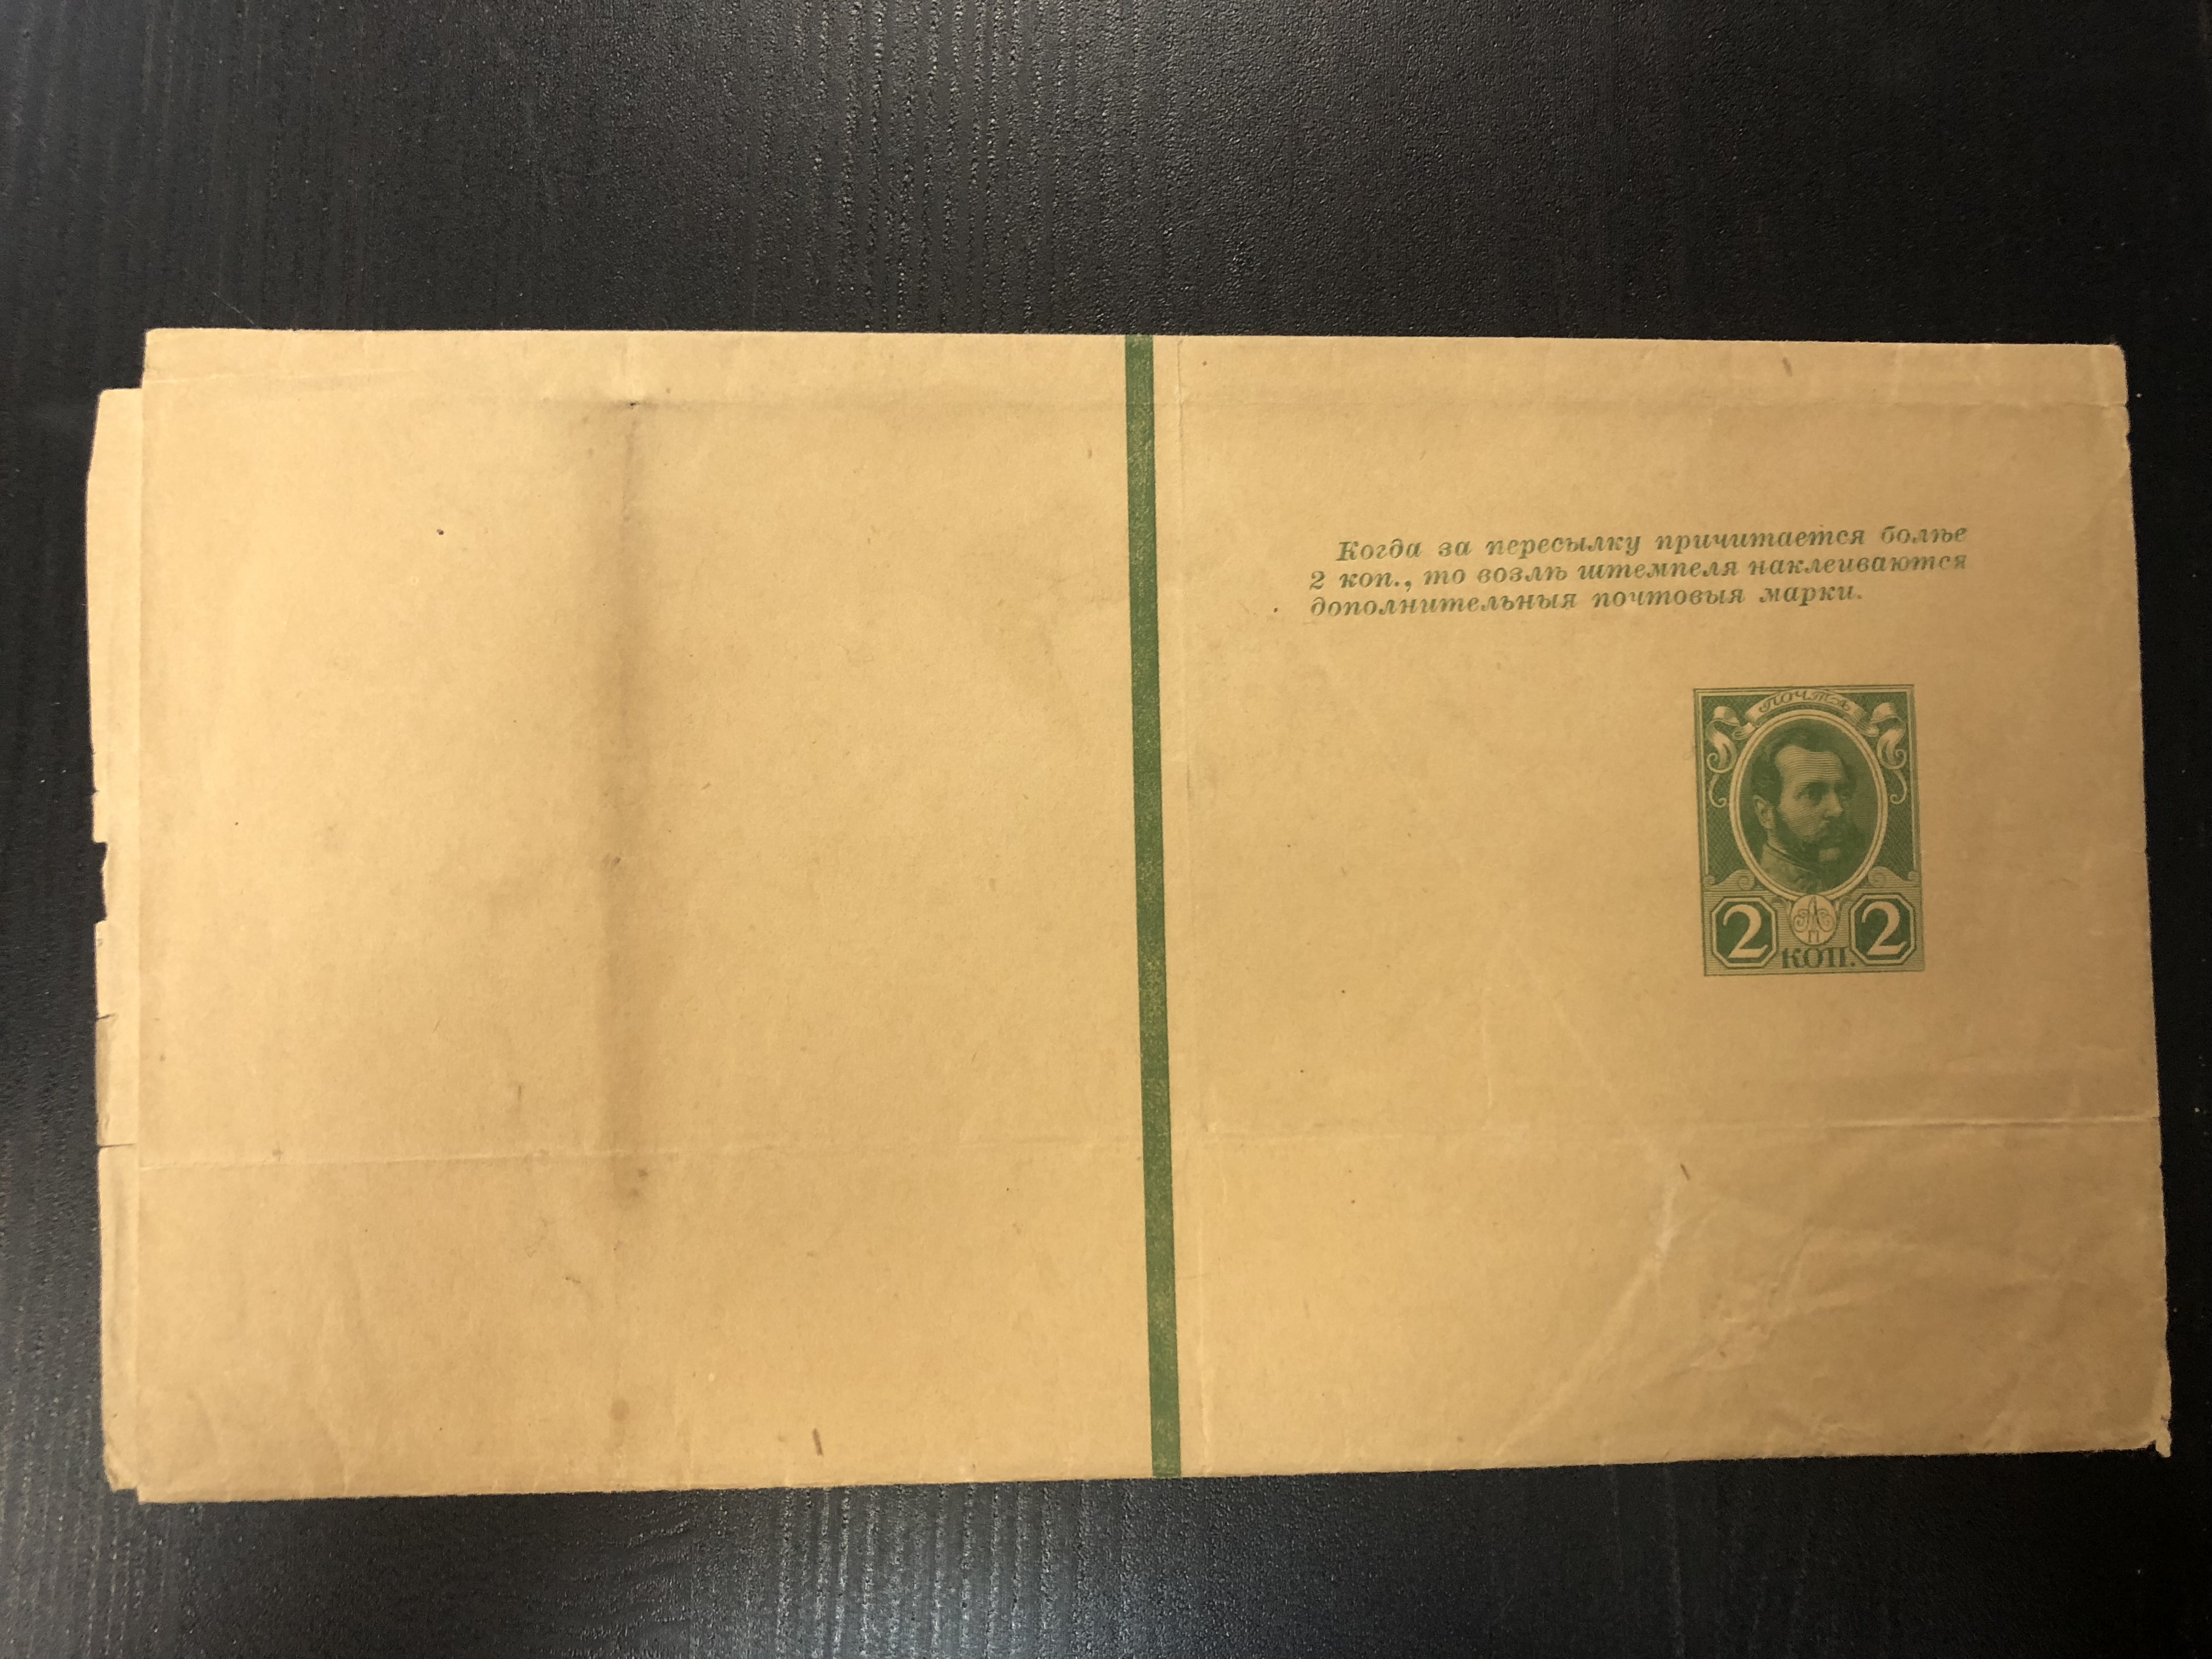 Когда за пересылку причитается болѣе
2 коп., то возлѣ штемпеля наклеиваются
дополнительныя почтовыя марки.
ПОЧТА
2 2
КОП.